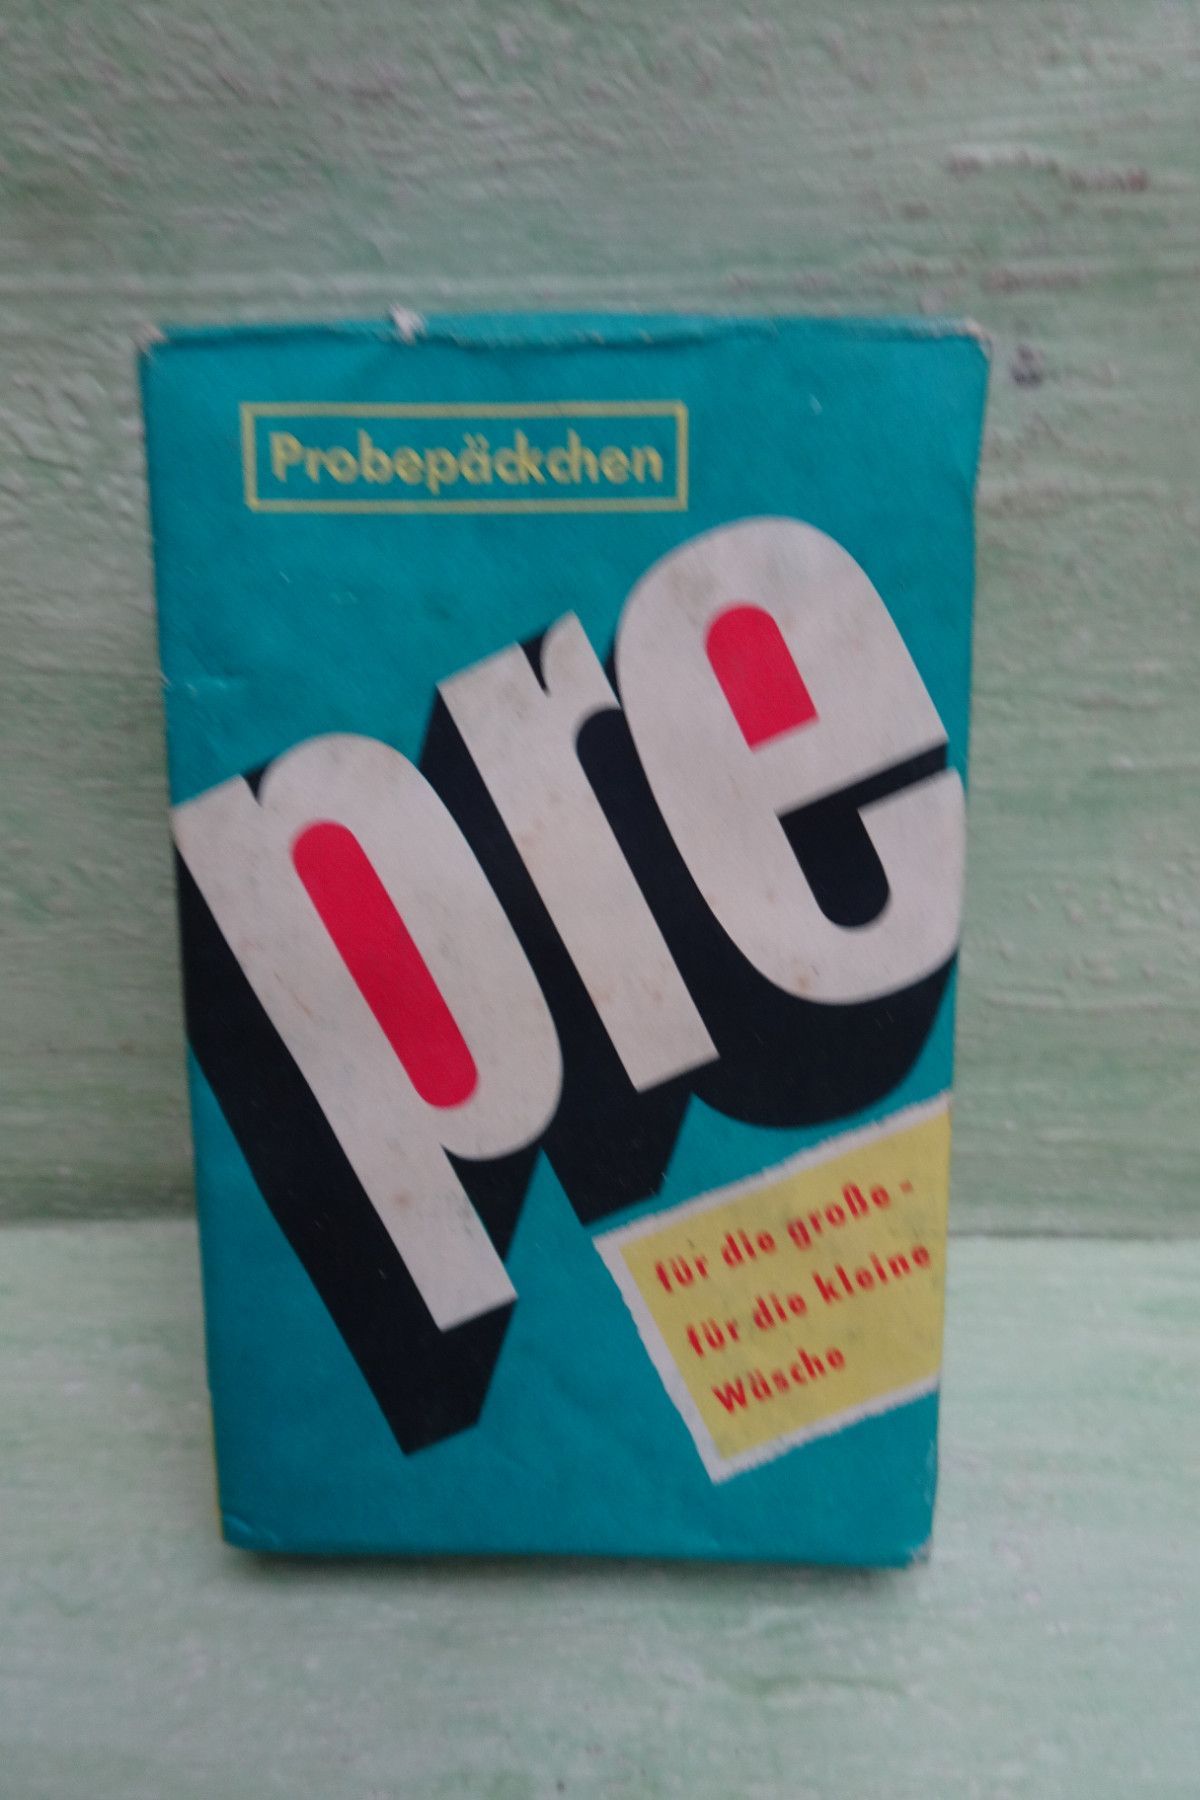 Probepäckchen
pre
für die große -
für die kleine
Wäsche